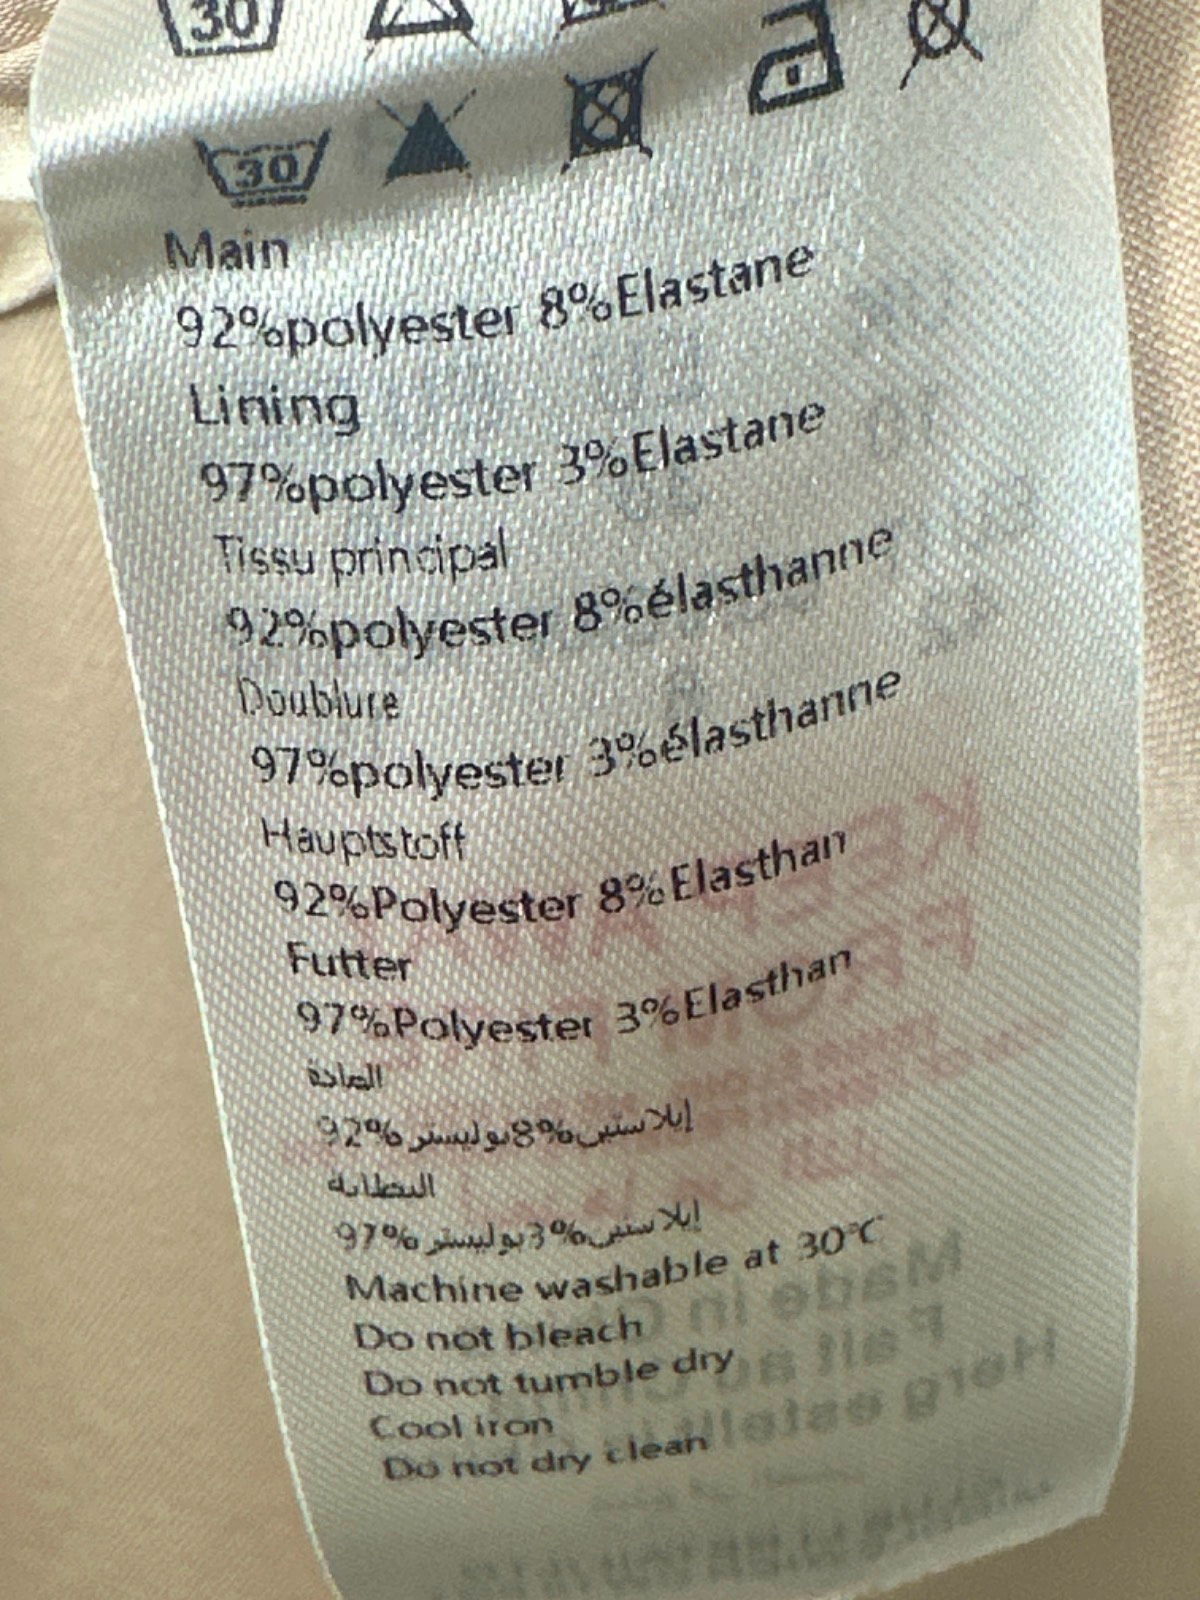 30
30
Main
92%polyester 8%Elastane
Lining
97%polyester 3%Elastane
Tissu principal
92%polyester 8%élasthanne
Doublure
97%polyester 3%élasthanne
Hauptstoff
92%Polyester 8%Elasthan
Futter
97%Polyester 3%Elasthan
المادة
92% بوليستر 8% إيلاستين
البطانة
97% بوليستر 3% إيلاستين
Machine washable at 30℃
Do not bleach
Do not tumble dry
Cool iron
Do not dry clean